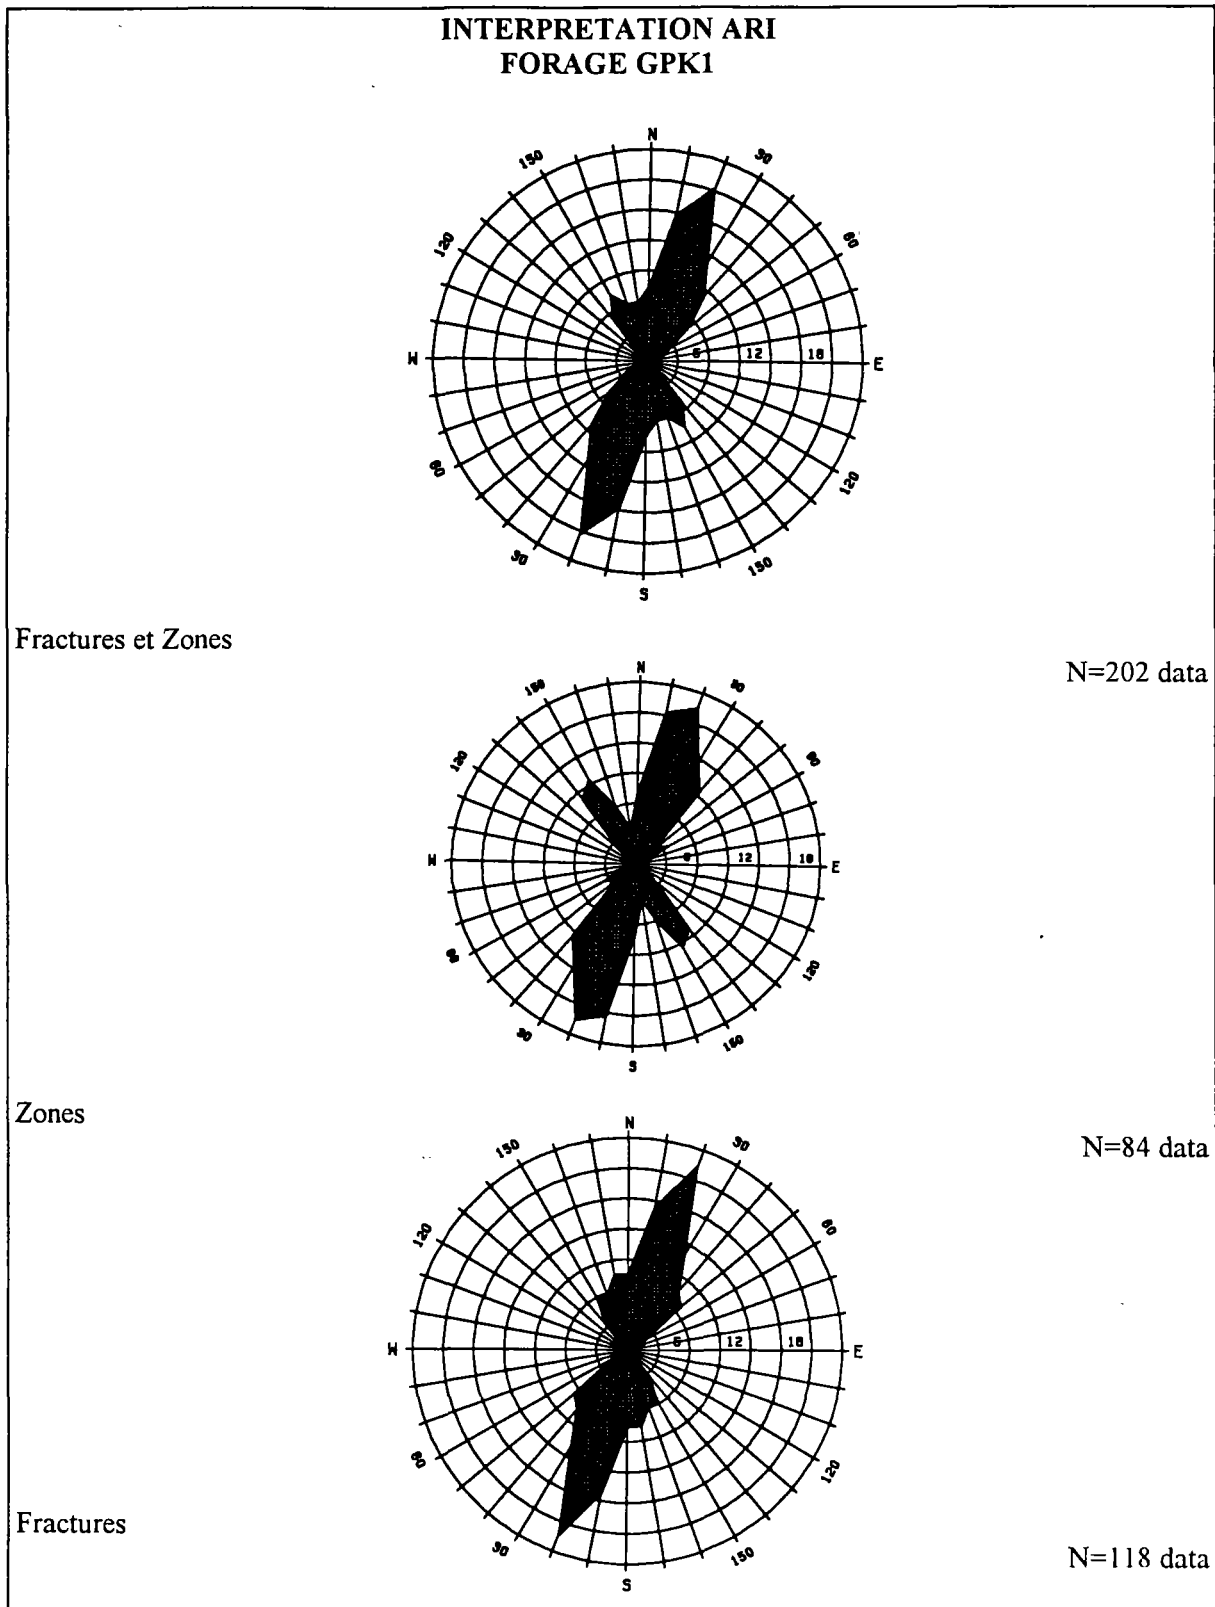 INTERPRETATION ARI
FORAGE GPK1
N
150
30
120
60
W
6 12 18
E
60
120
30
150
S
Fractures et Zones
N=202 data
N
150
30
120
60
W
6 12 18
E
60
120
30
150
S
Zones
N=84 data
N
150
30
120
60
W
6 12 18
E
60
120
30
150
S
Fractures
N=118 data